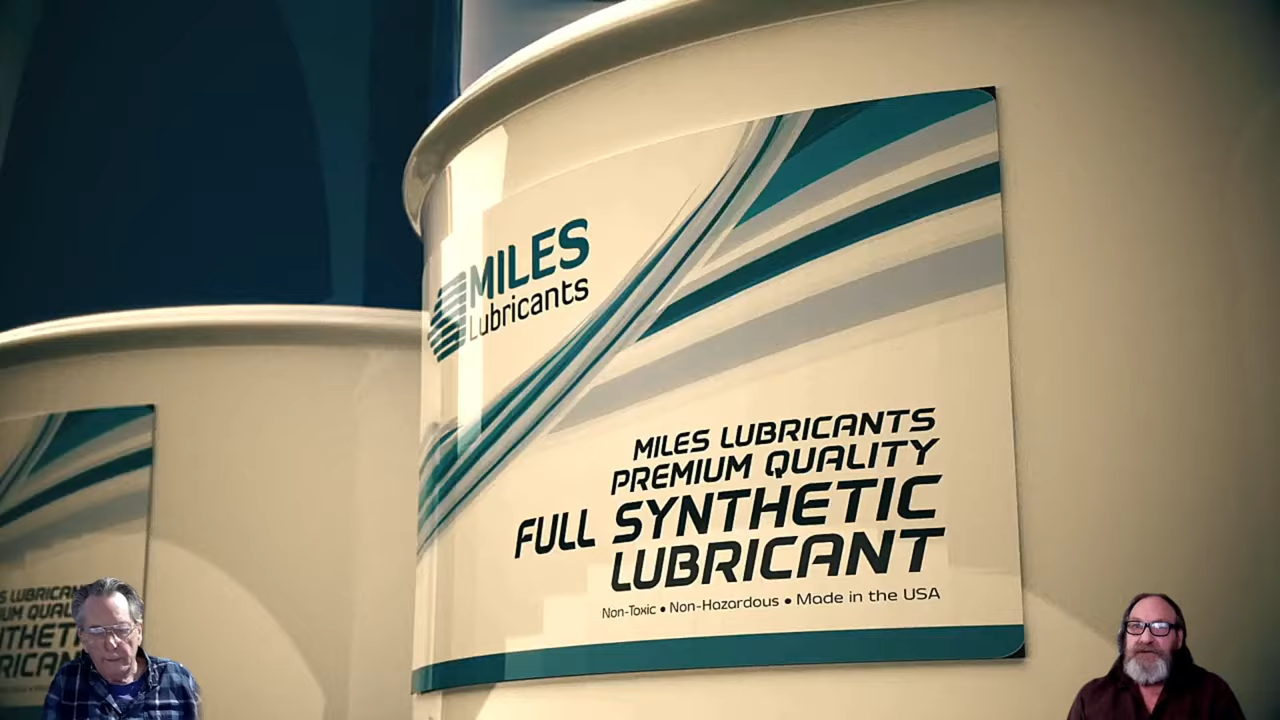 MILES
Lubricants
MILES LUBRICANTS
PREMIUM QUALITY
FULL SYNTHETIC
LUBRICANT
Non-Toxic • Non-Hazardous • Made in the USA